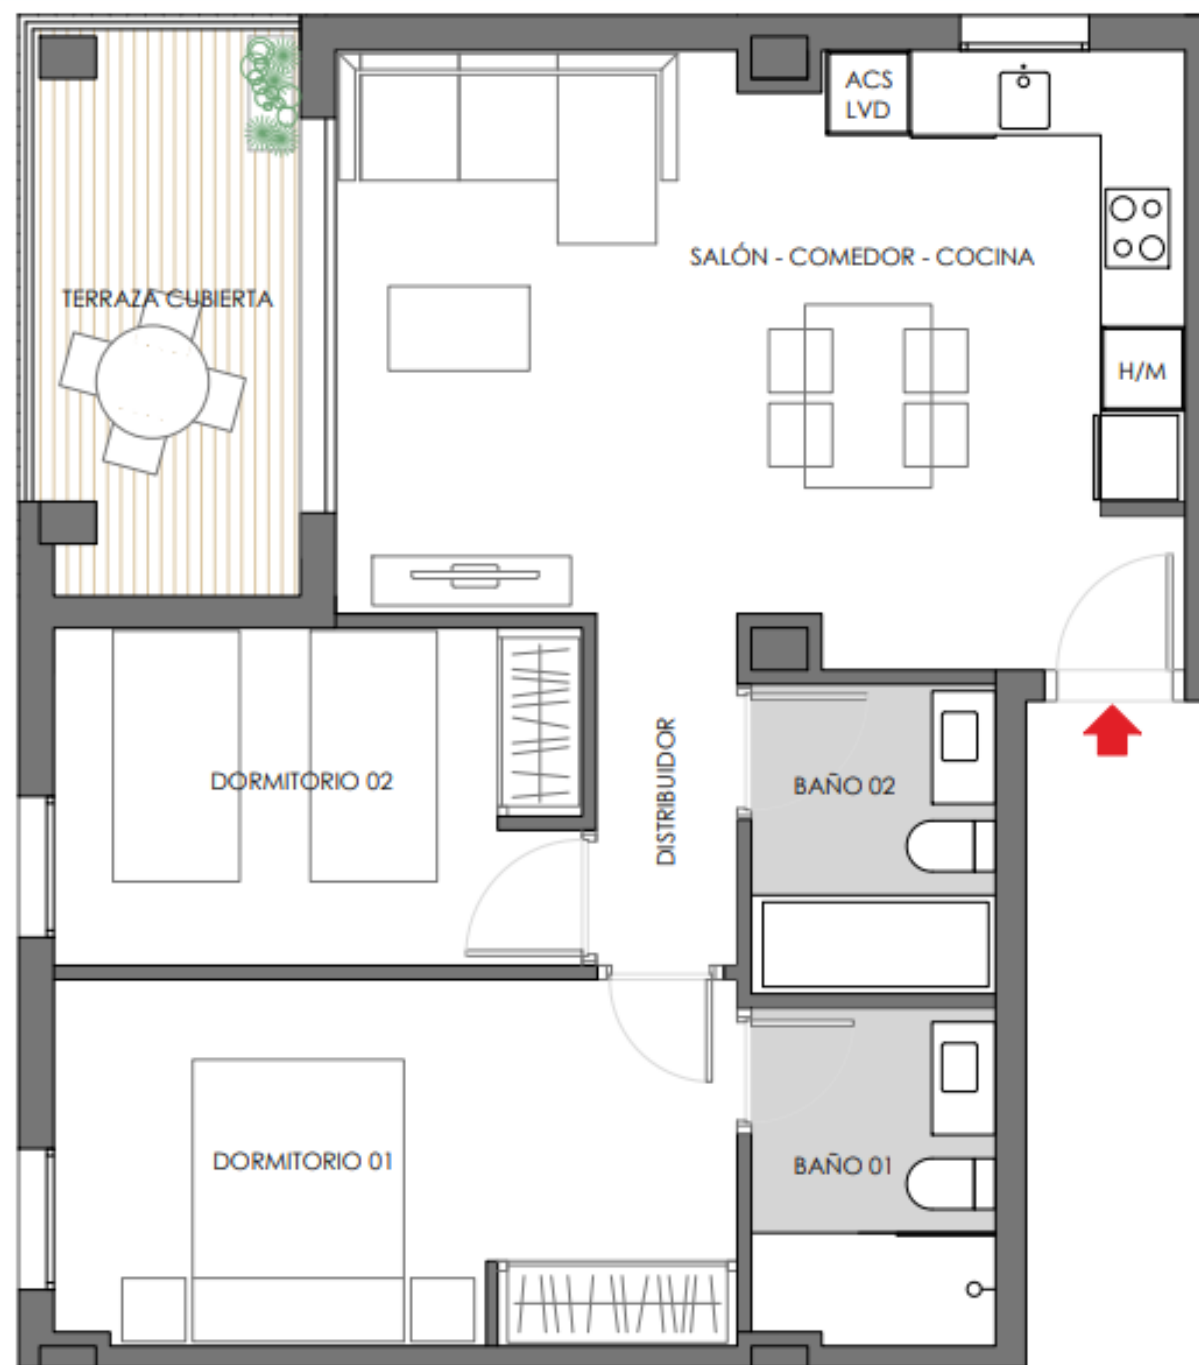 ACS
LVD
SALÓN - COMEDOR - COCINA
TERRAZA CUBIERTA
H/M
DORMITORIO 02
DISTRIBUIDOR
BAÑO 02
DORMITORIO 01
BAÑO 01